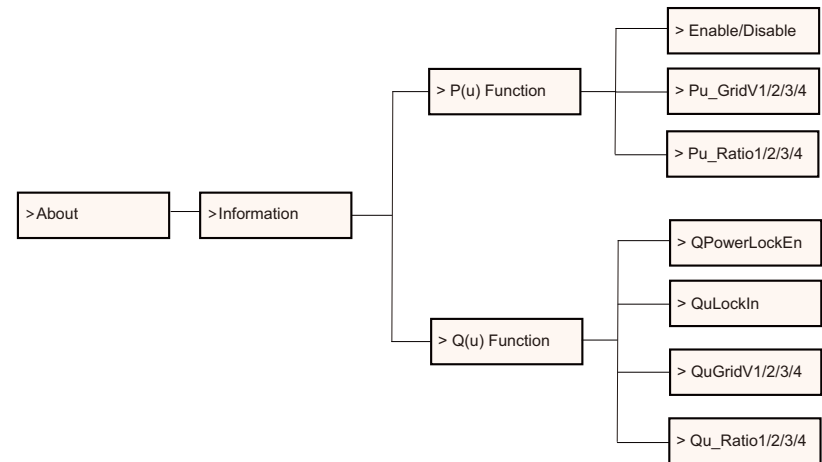 >About
>Information
> P(u) Function
> Enable/Disable
> Pu_GridV1/2/3/4
> Pu_Ratio1/2/3/4
> Q(u) Function
> QPowerLockEn
> QuLockIn
> QuGridV1/2/3/4
> Qu_Ratio1/2/3/4